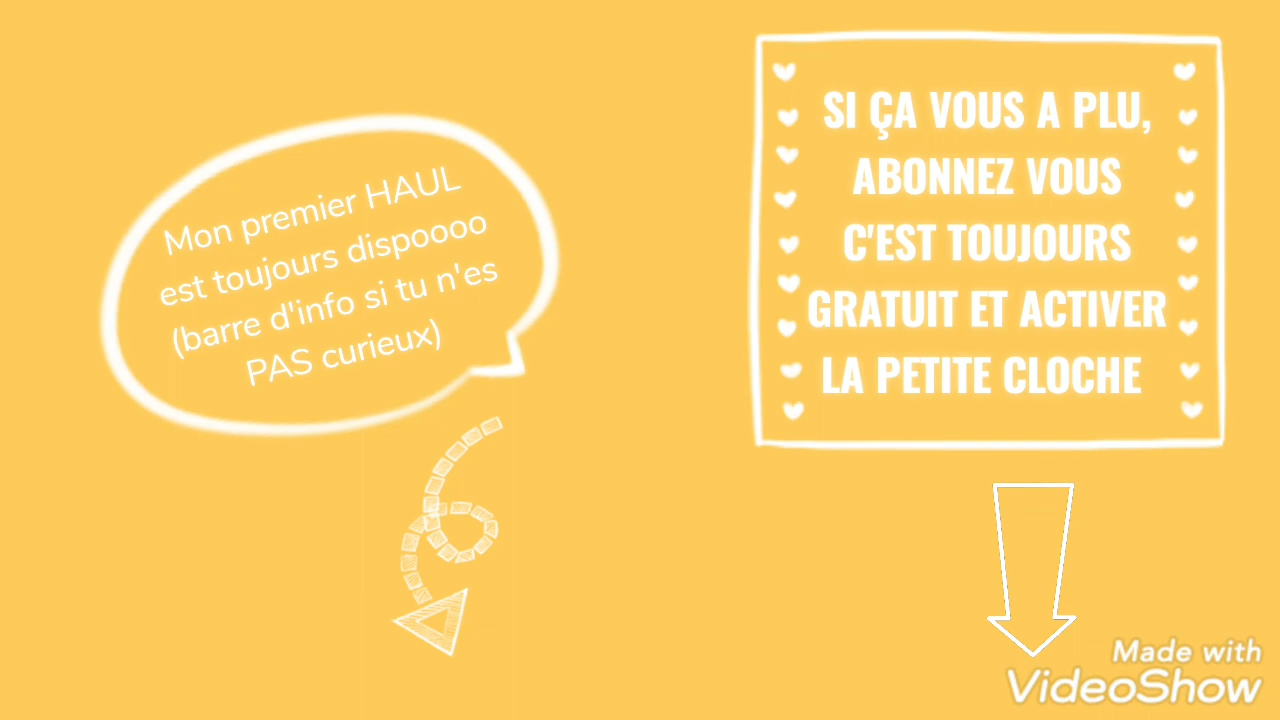 Mon premier HAUL
est toujours dispoooo
(barre d'info si tu n'es
PAS curieux)
SI ÇA VOUS A PLU,
ABONNEZ VOUS
C'EST TOUJOURS
GRATUIT ET ACTIVER
LA PETITE CLOCHE
Made with
VideoShow